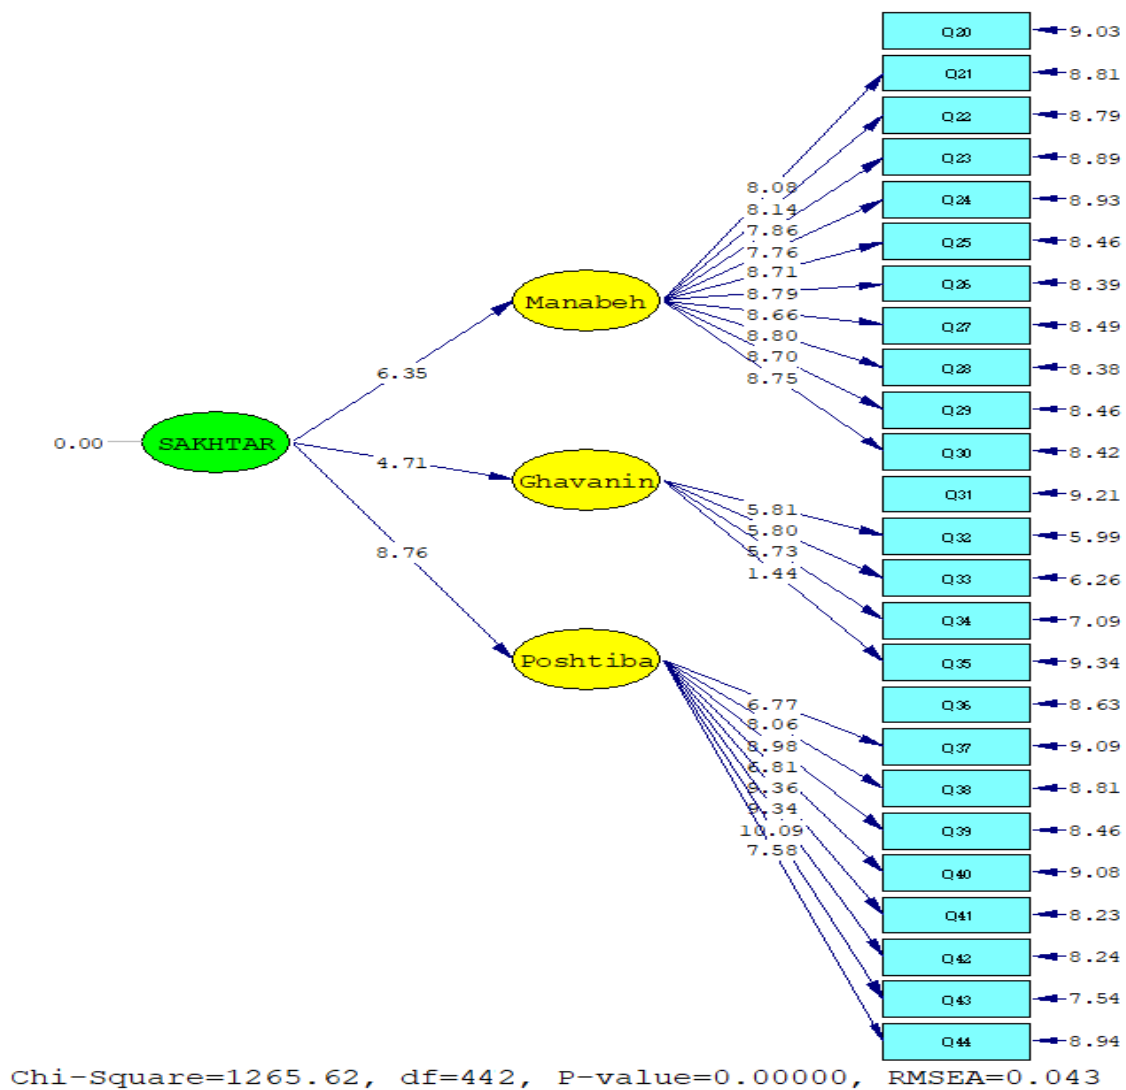 Q20 9.03
Q21 8.81
Q22 8.79
Q23 8.89
8.08
Q24 8.93
8.14
7.86
Q25 8.46
7.76
8.71
Q26 8.39
8.79
Manabeh
8.66
Q27 8.49
8.80
8.70
Q28 8.38
6.35
8.75
Q29 8.46
0.00 SAKHTAR
Q30 8.42
4.71
Ghavanin
Q31 9.21
5.81
5.80
Q32 5.99
8.76
5.73
1.44
Q33 6.26
Q34 7.09
Poshtiba
Q35 9.34
6.77
Q36 8.63
8.06
8.98
Q37 9.09
6.81
9.36
Q38 8.81
9.34
10.09
Q39 8.46
7.58
Q40 9.08
Q41 8.23
Q42 8.24
Q43 7.54
Q44 8.94
Chi-Square=1265.62, df=442, P-value=0.00000, RMSEA=0.043